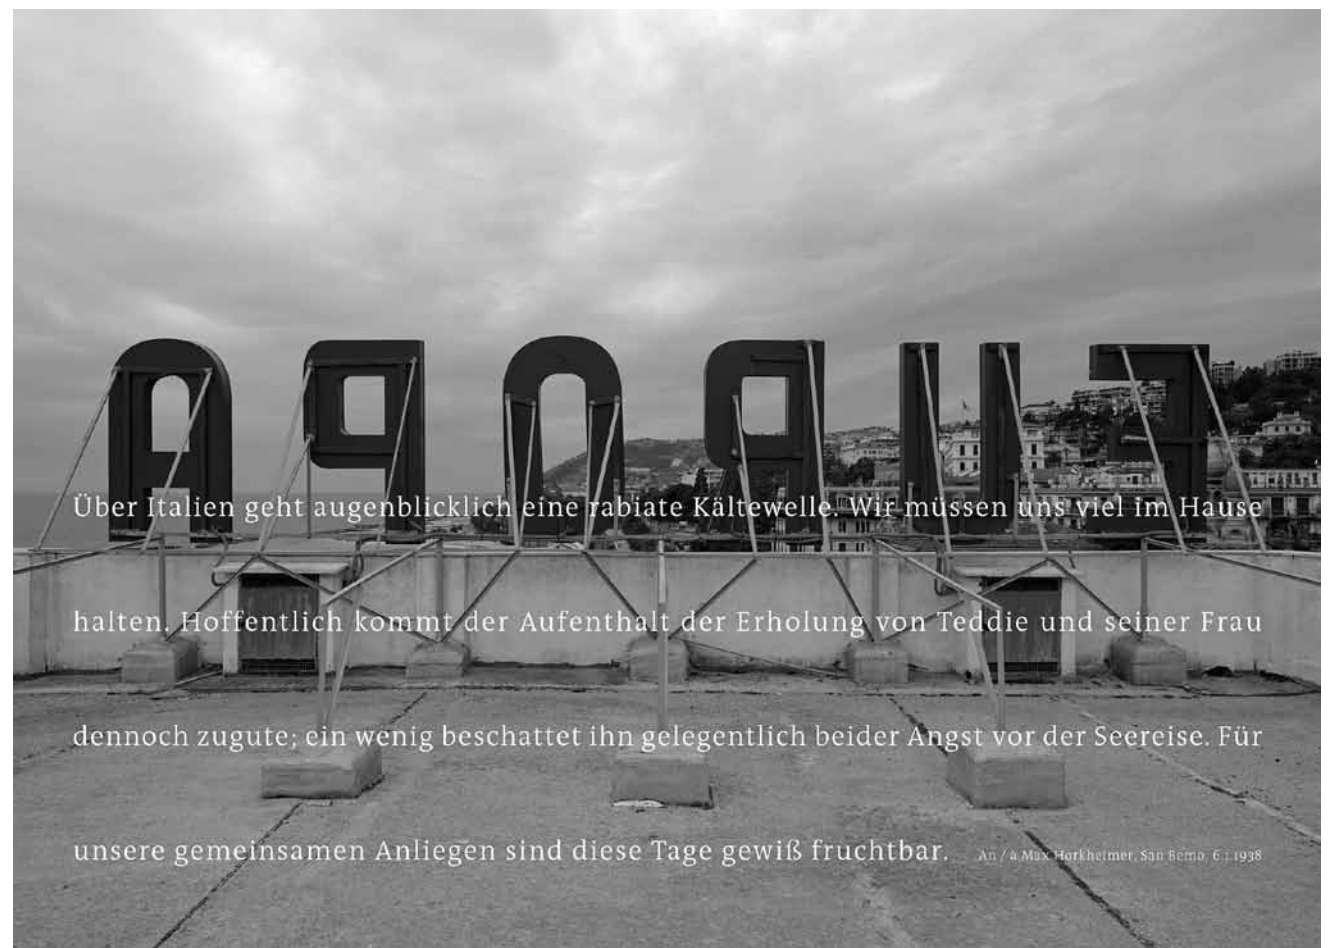 EUROPA
Über Italien geht augenblicklich eine rabiate Kältewelle. Wir müssen uns viel im Hause
halten. Hoffentlich kommt der Aufenthalt der Erholung von Teddie und seiner Frau
dennoch zugute; ein wenig beschattet ihn gelegentlich beider Angst vor der Seereise. Für
unsere gemeinsamen Anliegen sind diese Tage gewiß fruchtbar. An / à Max Horkheimer, San Remo, 6.1.1938